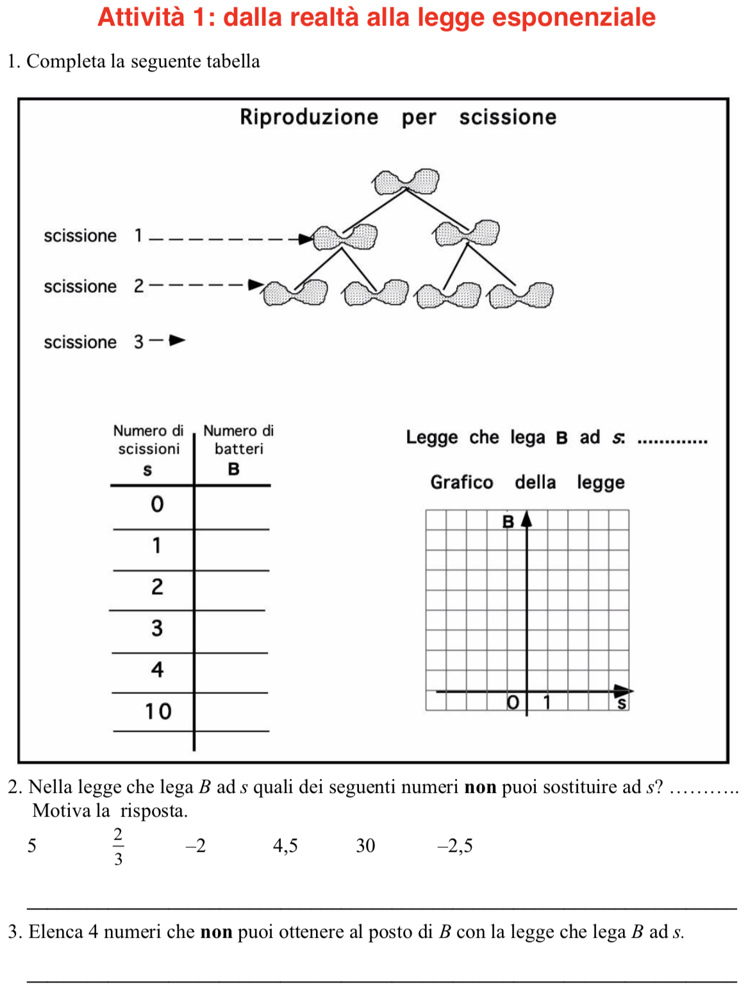 Attività 1: dalla realtà alla legge esponenziale
1. Completa la seguente tabella
Riproduzione per scissione
scissione 1
scissione 2
scissione 3
Numero di scissioni s
Numero di batteri B
0
1
2
3
4
10
Legge che lega B ad s: .............
Grafico della legge
B
0 1 s
2. Nella legge che lega B ad s quali dei seguenti numeri non puoi sostituire ad s? ...........
Motiva la risposta.
5 2/3 –2 4,5 30 –2,5
3. Elenca 4 numeri che non puoi ottenere al posto di B con la legge che lega B ad s.